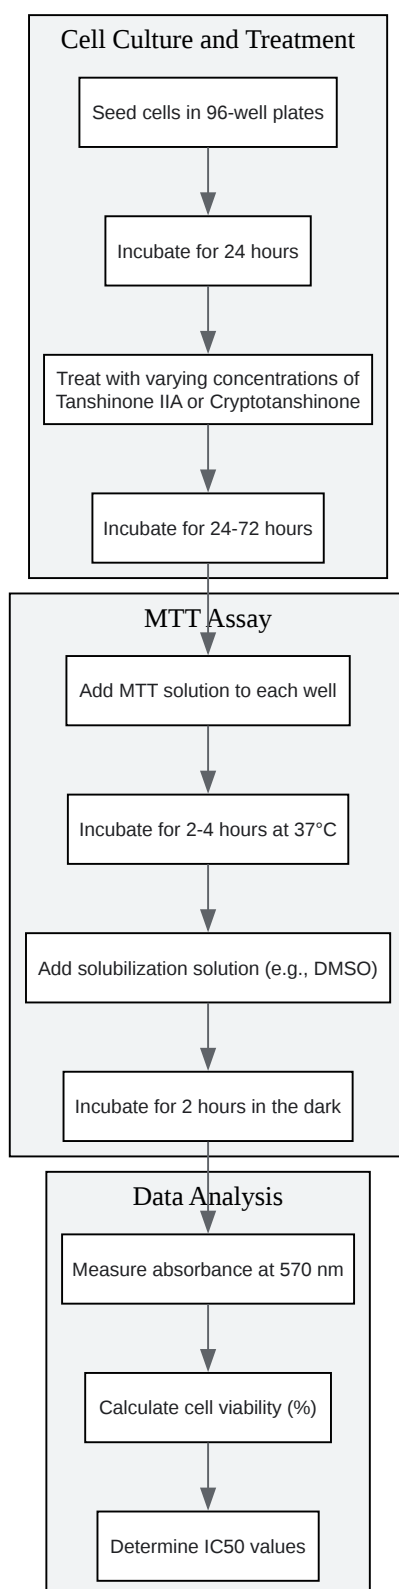 Cell Culture and Treatment
Seed cells in 96-well plates
Incubate for 24 hours
Treat with varying concentrations of
Tanshinone IIA or Cryptotanshinone
Incubate for 24-72 hours
MTT Assay
Add MTT solution to each well
Incubate for 2-4 hours at 37°C
Add solubilization solution (e.g., DMSO)
Incubate for 2 hours in the dark
Data Analysis
Measure absorbance at 570 nm
Calculate cell viability (%)
Determine IC50 values